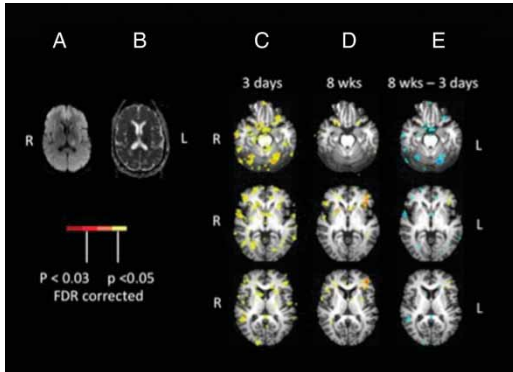 A B C D E
3 days 8 wks 8 wks – 3 days
R L R L
R L
P < 0.03 p <0.05
FDR corrected
R L